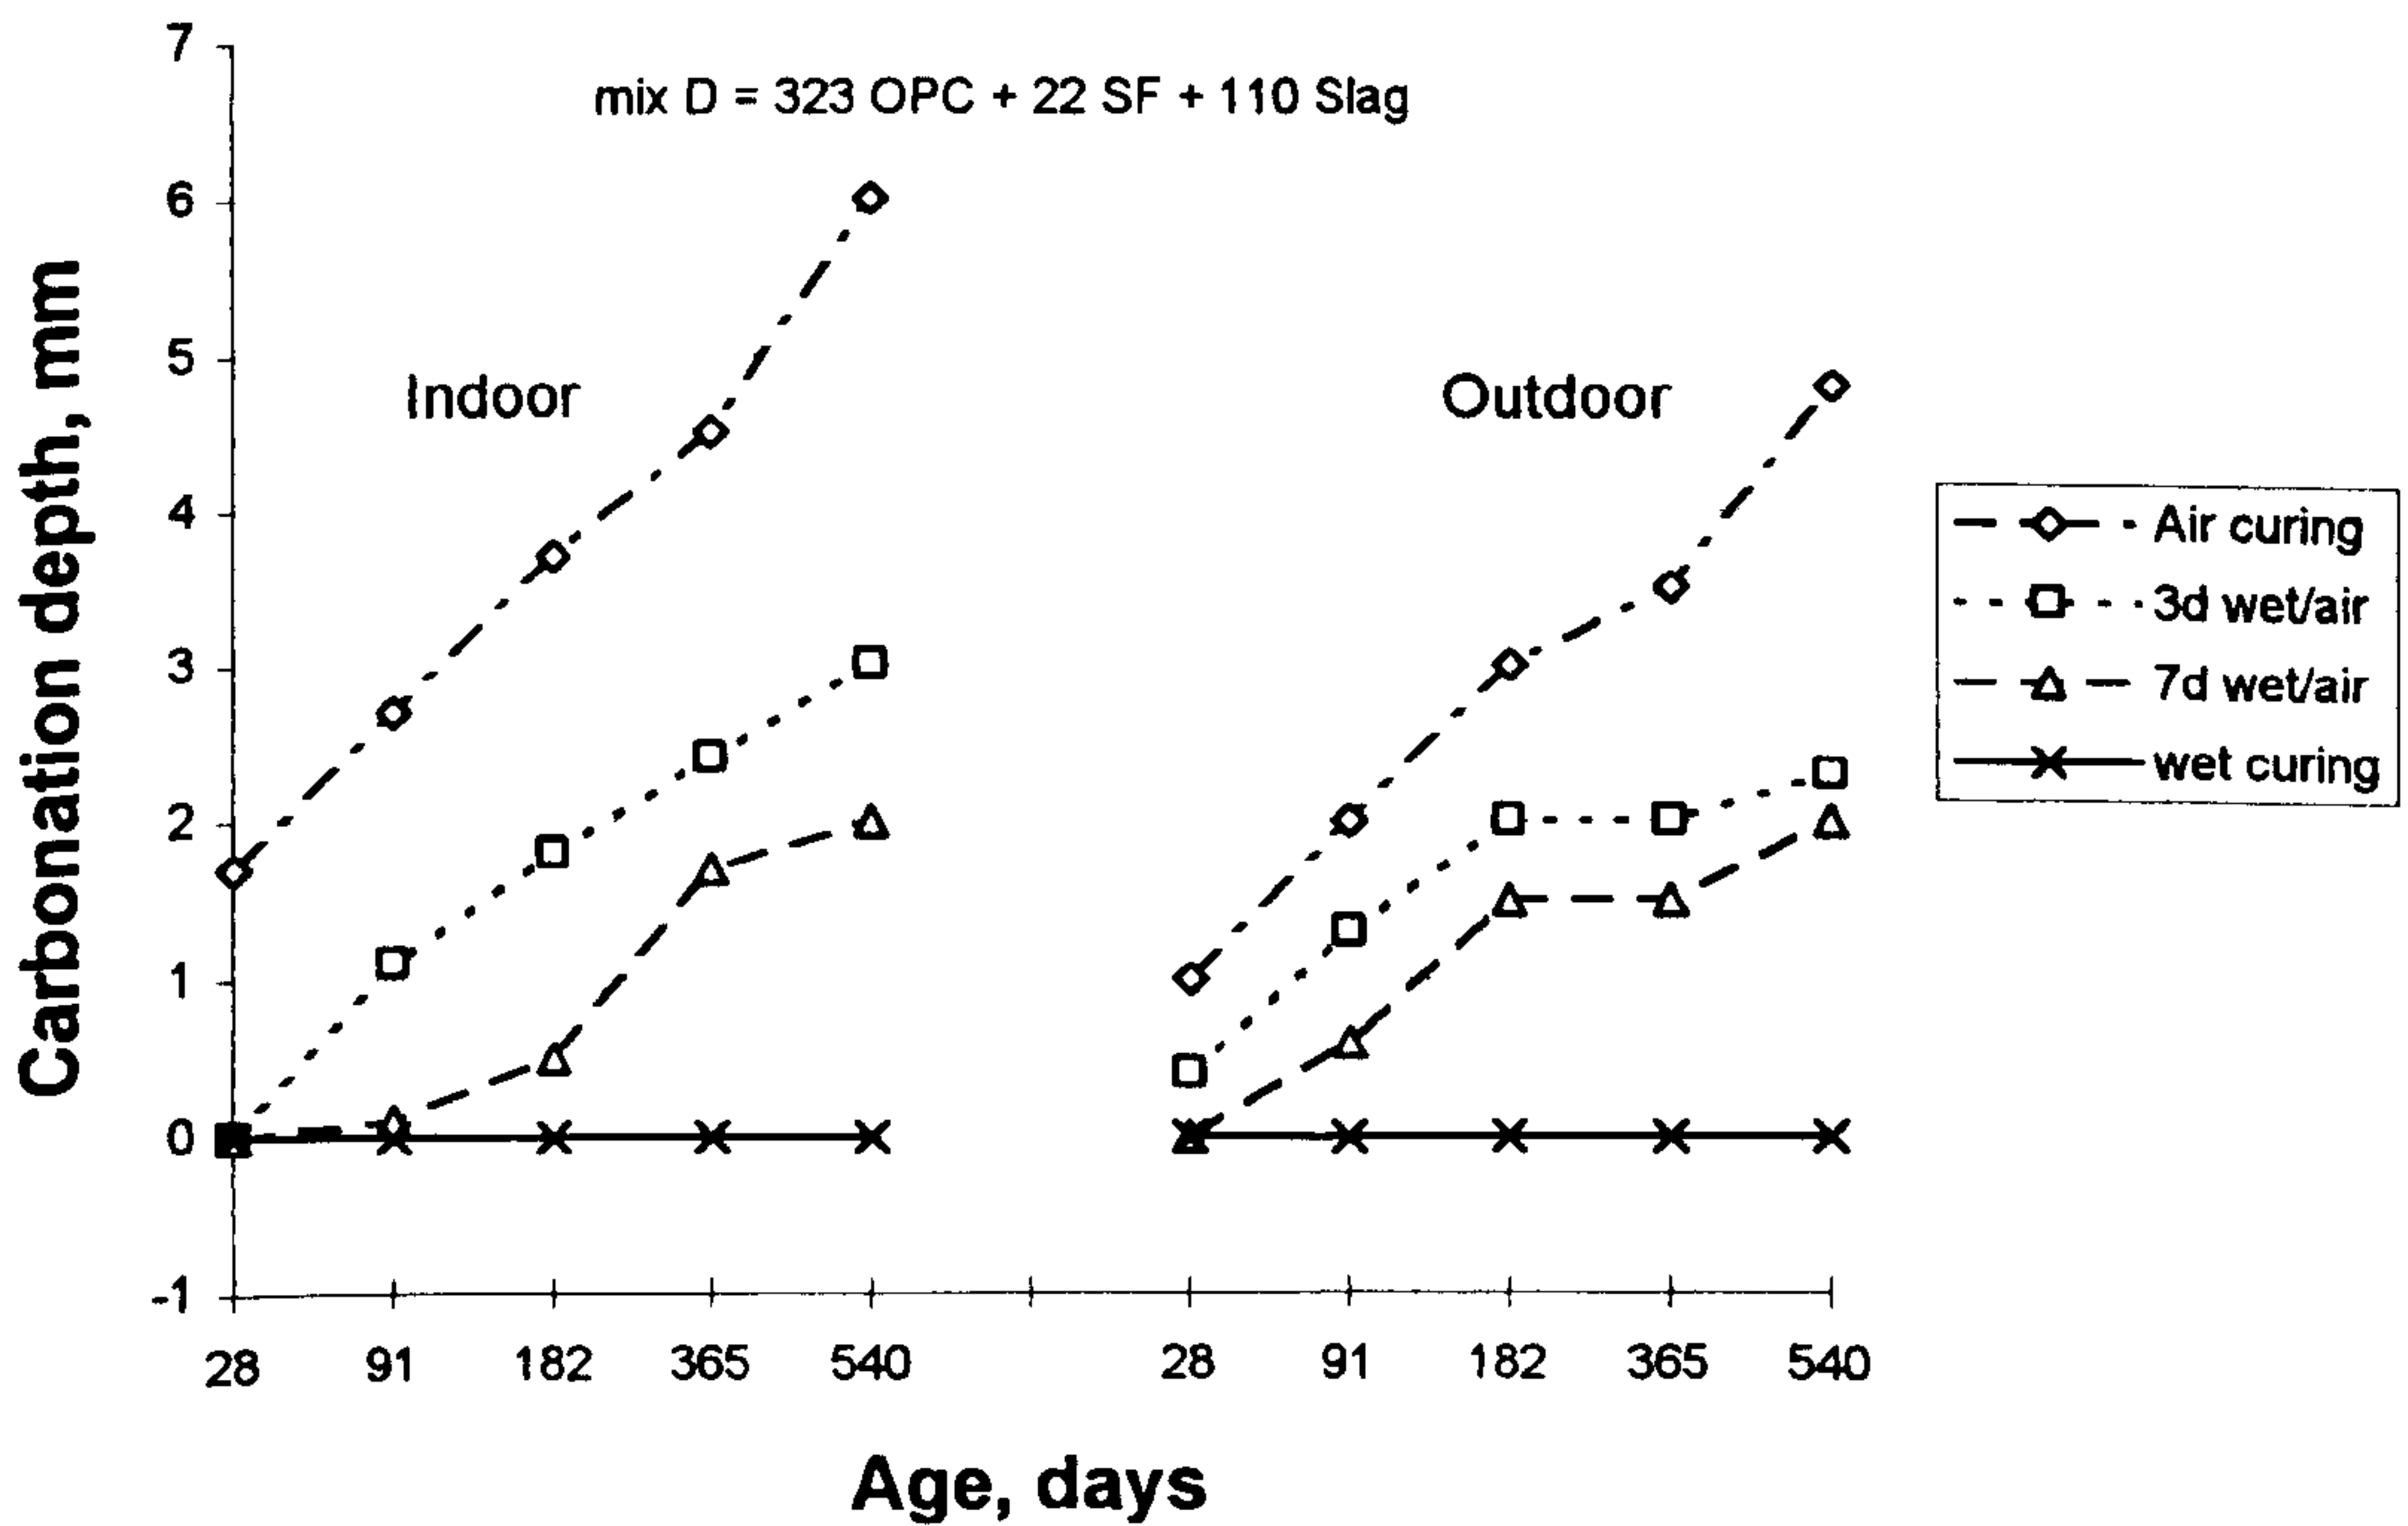 7
mix D = 323 OPC + 22 SF + 110 Slag
6
5
Indoor
Outdoor
4
3
2
1
0
-1
Carbonation depth, mm
Air curing
3d wet/air
7d wet/air
wet curing
28 91 182 365 540 28 91 182 365 540
Age, days